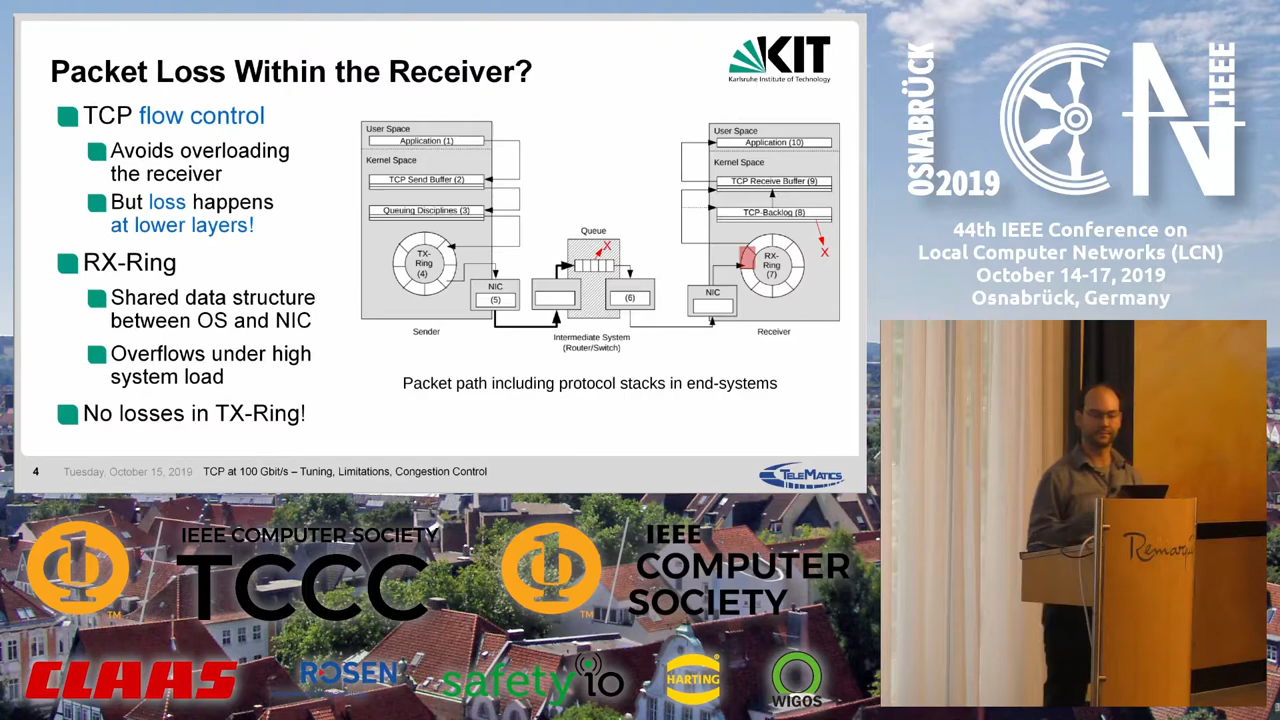 Packet Loss Within the Receiver?
KIT
Karlsruhe Institute of Technology
TCP flow control
Avoids overloading
the receiver
But loss happens
at lower layers!
RX-Ring
Shared data structure
between OS and NIC
Overflows under high
system load
No losses in TX-Ring!
User Space
Application (1)
Kernel Space
TCP Send Buffer (2)
Queuing Disciplines (3)
TX-
Ring
(4)
NIC
(5)
Sender
Queue
X
(6)
Intermediate System
(Router/Switch)
User Space
Application (10)
Kernel Space
TCP Receive Buffer (9)
TCP-Backlog (8)
X
RX-
Ring
(7)
NIC
Receiver
Packet path including protocol stacks in end-systems
4 Tuesday, October 15, 2019 TCP at 100 Gbit/s – Tuning, Limitations, Congestion Control
TELEMATICS
OSNABRÜCK
2019
LCN
IEEE
44th IEEE Conference on
Local Computer Networks (LCN)
October 14-17, 2019
Osnabrück, Germany
IEEE COMPUTER SOCIETY
TCCC
TM
IEEE
COMPUTER
SOCIETY
TM
CLAAS
ROSEN
safetyio
HARTING
WIGOS